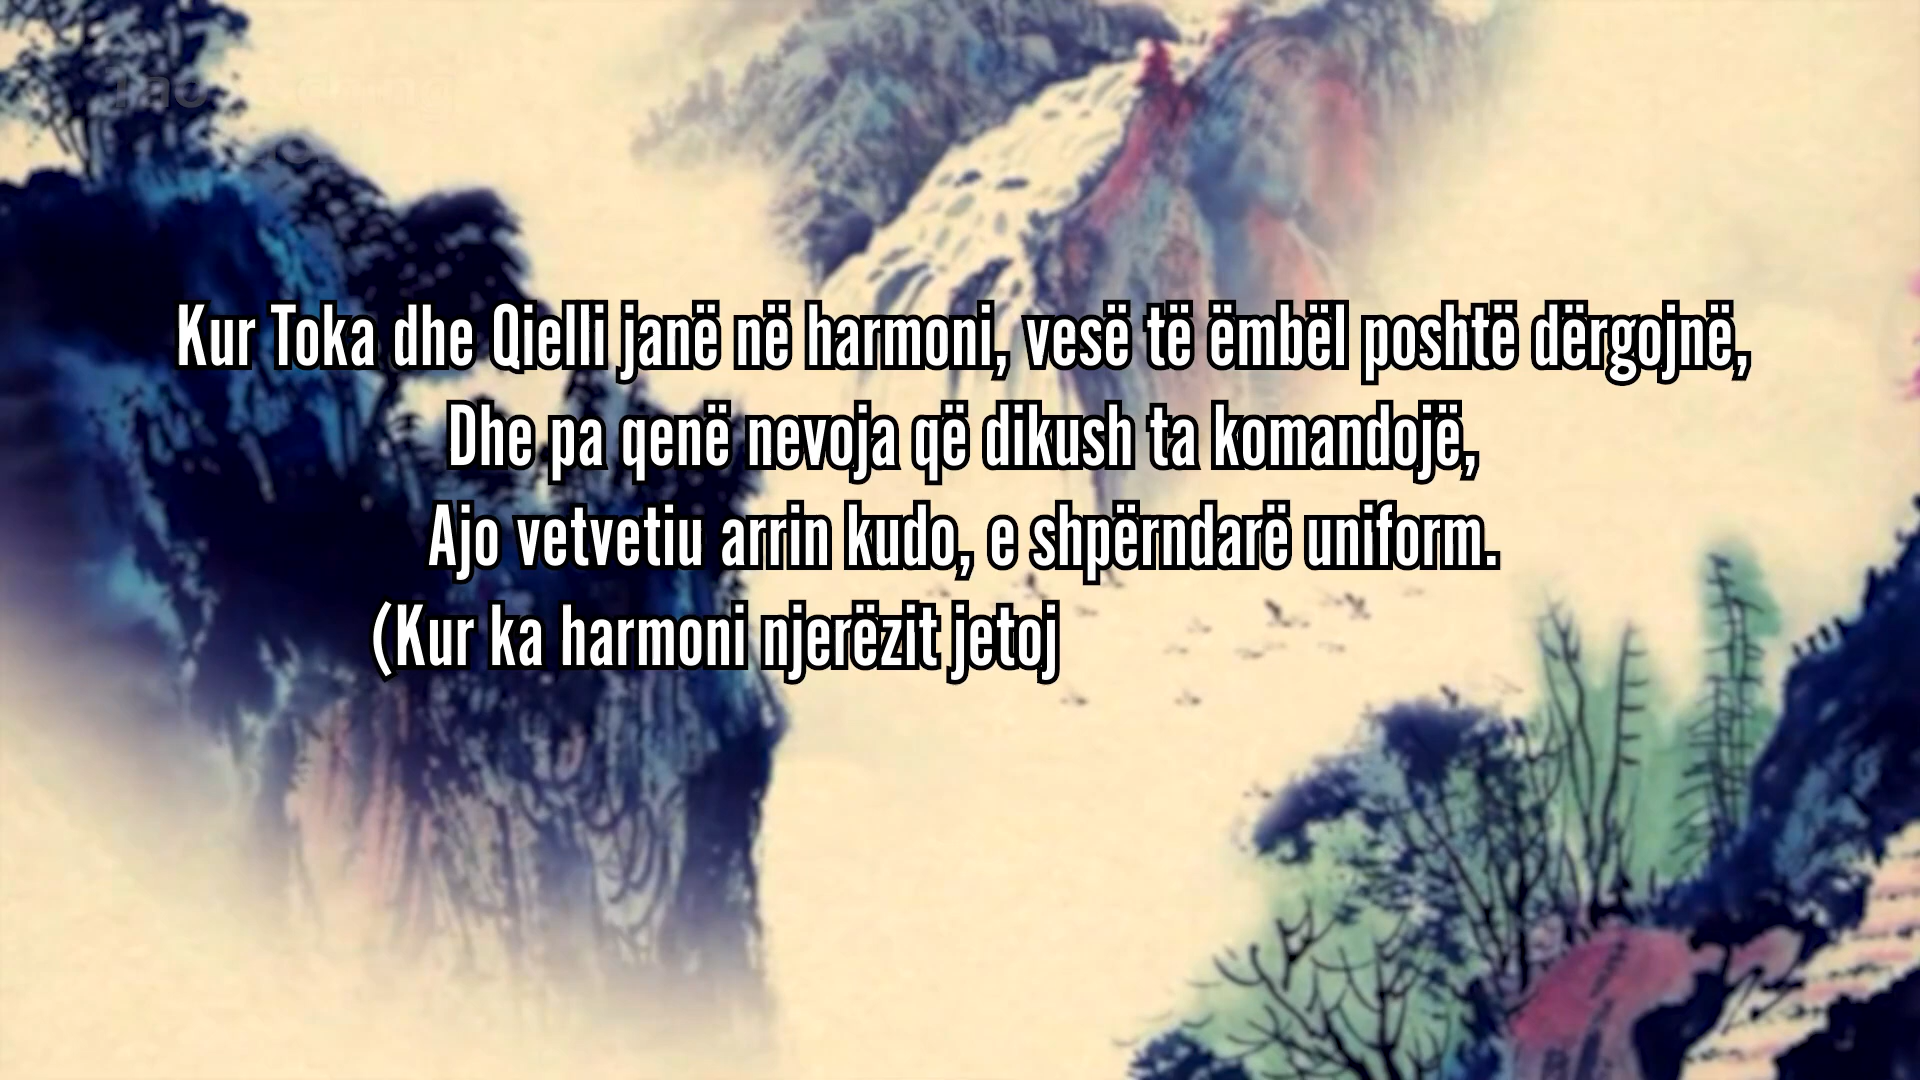 Kur Toka dhe Qielli janë në harmoni, vesë të ëmbël poshtë dërgojnë,
Dhe pa qenë nevoja që dikush ta komandojë,
Ajo vetvetiu arrin kudo, e shpërndarë uniform.
(Kur ka harmoni njerëzit jetoj